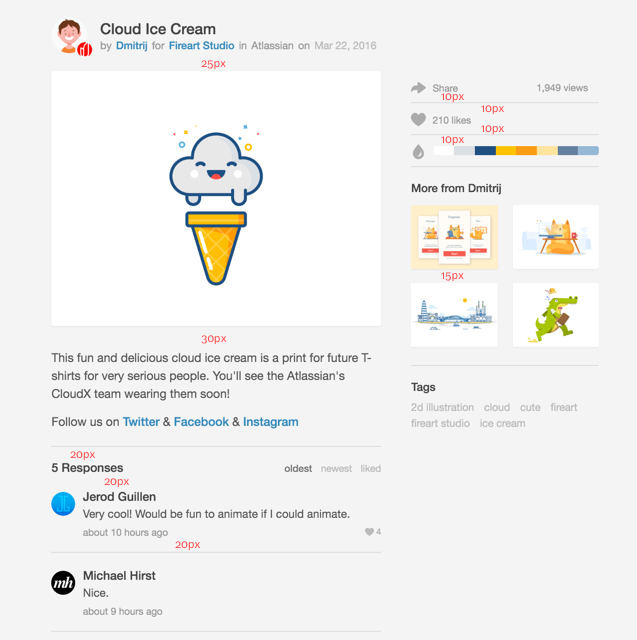 Cloud Ice Cream
by Dmitrij for Fireart Studio in Atlassian on Mar 22, 2016
25px
Share
1,949 views
10px
10px
210 likes
10px
10px
More from Dmitrij
15px
30px
This fun and delicious cloud ice cream is a print for future T-
shirts for very serious people. You'll see the Atlassian's
CloudX team wearing them soon!
Follow us on Twitter & Facebook & Instagram
Tags
2d illustration cloud cute fireart
fireart studio ice cream
20px
5 Responses
oldest newest liked
20px
Jerod Guillen
Very cool! Would be fun to animate if I could animate.
about 10 hours ago
4
20px
mh
Michael Hirst
Nice.
about 9 hours ago